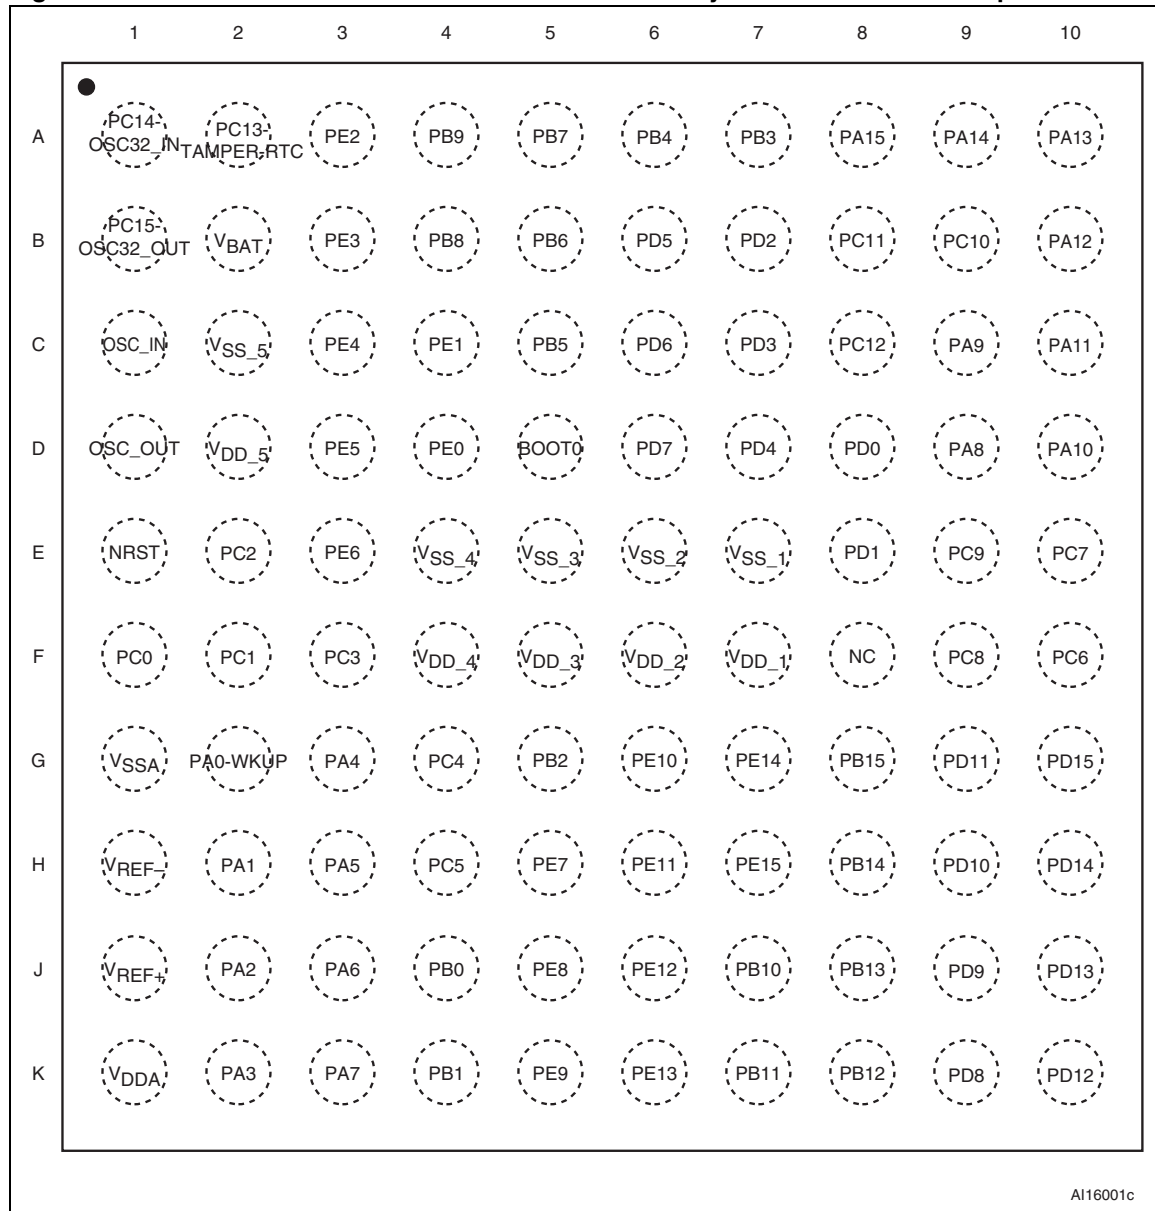 1 2 3 4 5 6 7 8 9 10
A PC14-OSC32_IN PC13-TAMPER-RTC PE2 PB9 PB7 PB4 PB3 PA15 PA14 PA13
B PC15-OSC32_OUT VBAT PE3 PB8 PB6 PD5 PD2 PC11 PC10 PA12
C OSC_IN VSS_5 PE4 PE1 PB5 PD6 PD3 PC12 PA9 PA11
D OSC_OUT VDD_5 PE5 PE0 BOOT0 PD7 PD4 PD0 PA8 PA10
E NRST PC2 PE6 VSS_4 VSS_3 VSS_2 VSS_1 PD1 PC9 PC7
F PC0 PC1 PC3 VDD_4 VDD_3 VDD_2 VDD_1 NC PC8 PC6
G VSSA PA0-WKUP PA4 PC4 PB2 PE10 PE14 PB15 PD11 PD15
H VREF– PA1 PA5 PC5 PE7 PE11 PE15 PB14 PD10 PD14
J VREF+ PA2 PA6 PB0 PE8 PE12 PB10 PB13 PD9 PD13
K VDDA PA3 PA7 PB1 PE9 PE13 PB11 PB12 PD8 PD12
AI16001c